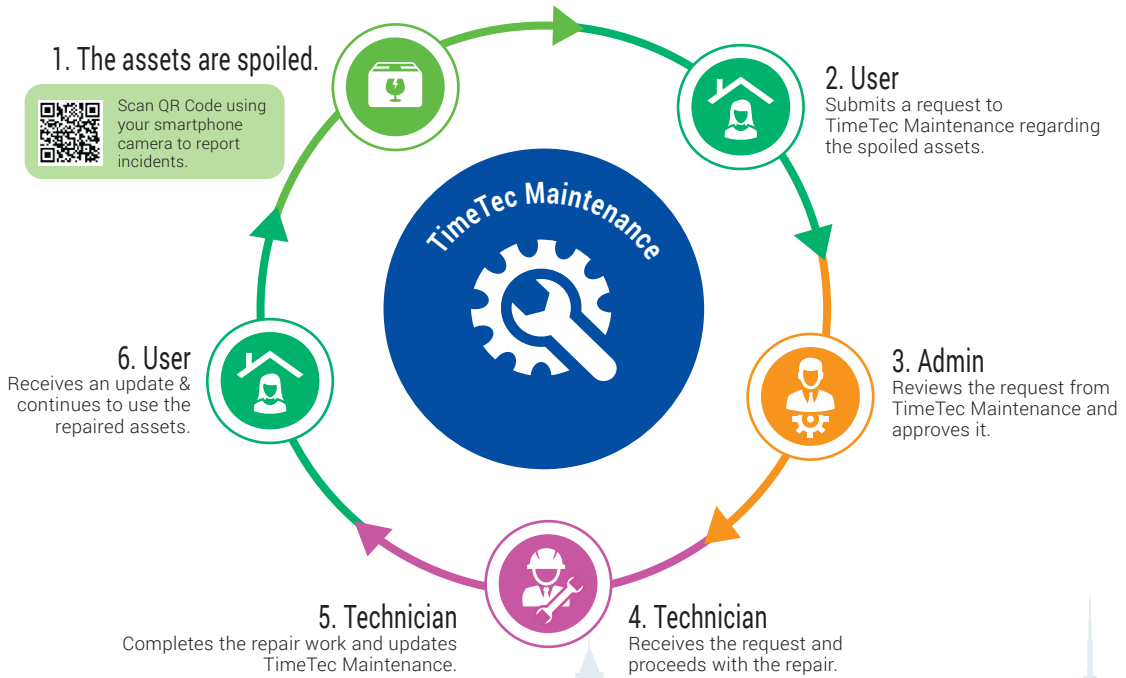 1. The assets are spoiled.
Scan QR Code using
your smartphone
camera to report
incidents.
2. User
Submits a request to
TimeTec Maintenance regarding
the spoiled assets.
TimeTec Maintenance
3. Admin
Reviews the request from
TimeTec Maintenance and
approves it.
4. Technician
Receives the request and
proceeds with the repair.
5. Technician
Completes the repair work and updates
TimeTec Maintenance.
6. User
Receives an update &
continues to use the
repaired assets.